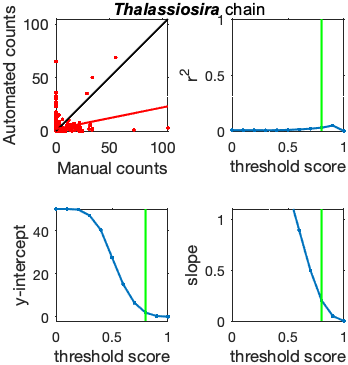 Thalassiosira chain
Automated counts
100
50
0
0
50
100
Manual counts
r²
1
0.5
0
0
0.5
1
threshold score
y-intercept
40
20
0
0
0.5
1
threshold score
slope
1
0.5
0
0
0.5
1
threshold score